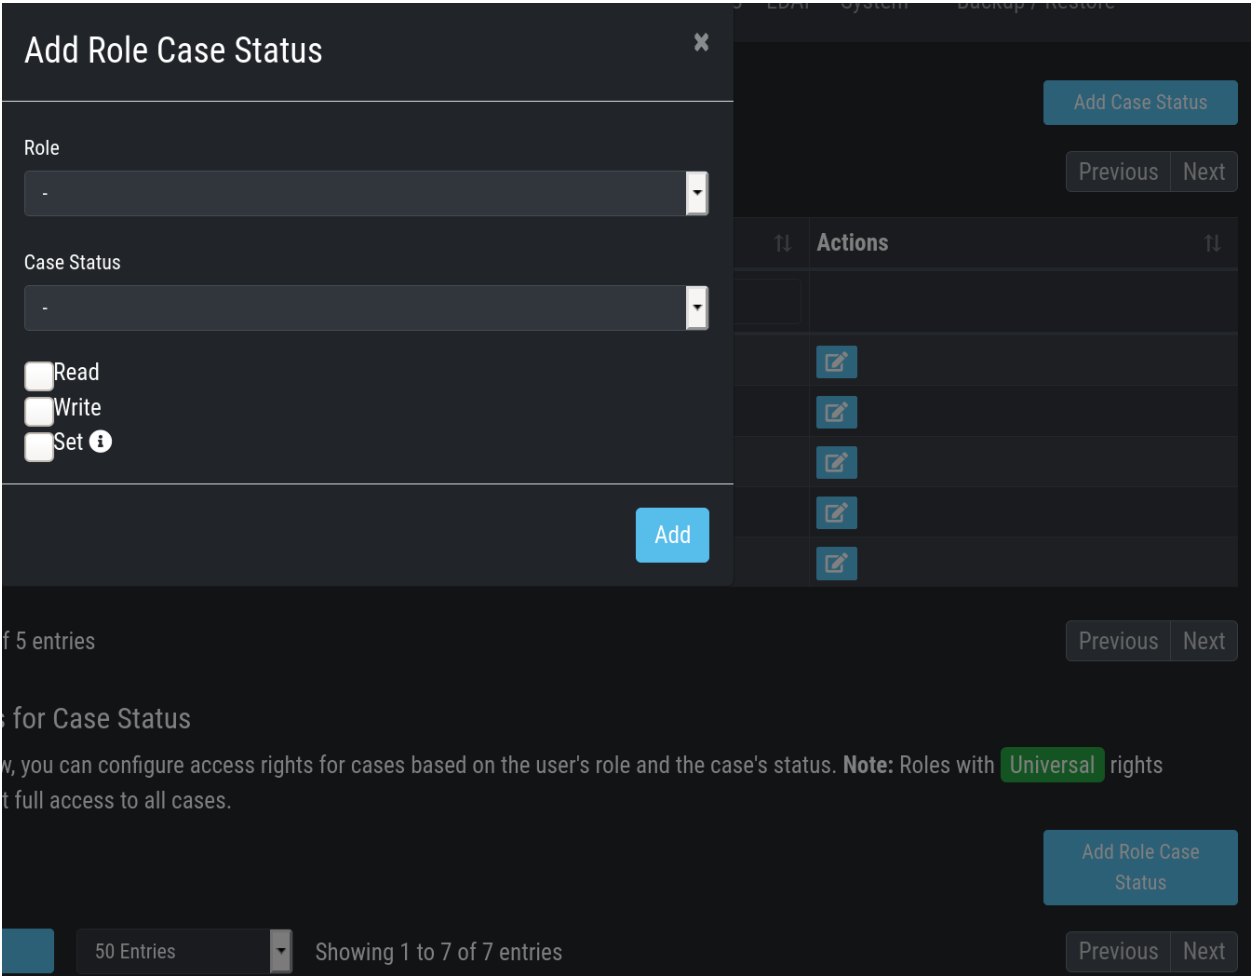 Add Role Case Status
×
System
Backup / Restore
Role
-
Case Status
-
Read
Write
Set
Add
Add Case Status
Previous Next
Actions
f 5 entries
Previous Next
for Case Status
, you can configure access rights for cases based on the user's role and the case's status. Note: Roles with Universal rights
t full access to all cases.
Add Role Case
Status
50 Entries
Showing 1 to 7 of 7 entries
Previous Next